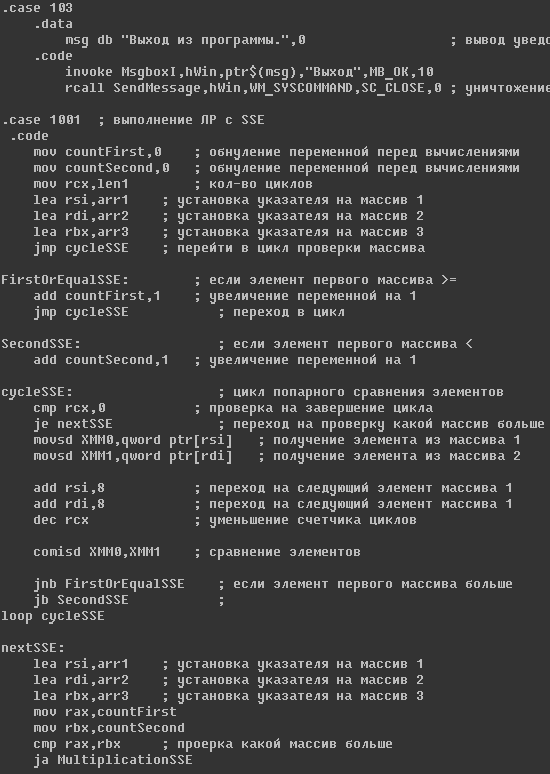 .case 103
.data
msg db "Выход из программы.",0 ; вывод уведо
.code
invoke MsgboxI,hWin,ptr$(msg),"Выход",MB_OK,10
rcall SendMessage,hWin,WM_SYSCOMMAND,SC_CLOSE,0 ; уничтожение
.case 1001 ; выполнение ЛР с SSE
.code
mov countFirst,0 ; обнуление переменной перед вычислениями
mov countSecond,0 ; обнуление переменной перед вычислениями
mov rcx,len1 ; кол-во циклов
lea rsi,arr1 ; установка указателя на массив 1
lea rdi,arr2 ; установка указателя на массив 2
lea rbx,arr3 ; установка указателя на массив 3
jmp cycleSSE ; перейти в цикл проверки массива
FirstOrEqualSSE: ; если элемент первого массива >=
add countFirst,1 ; увеличение переменной на 1
jmp cycleSSE ; переход в цикл
SecondSSE: ; если элемент первого массива <
add countSecond,1 ; увеличение переменной на 1
cycleSSE: ; цикл попарного сравнения элементов
cmp rcx,0 ; проверка на завершение цикла
je nextSSE ; переход на проверку какой массив больше
movsd XMM0,qword ptr[rsi] ; получение элемента из массива 1
movsd XMM1,qword ptr[rdi] ; получение элемента из массива 2
add rsi,8 ; переход на следующий элемент массива 1
add rdi,8 ; переход на следующий элемент массива 1
dec rcx ; уменьшение счетчика циклов
comisd XMM0,XMM1 ; сравнение элементов
jnb FirstOrEqualSSE ; если элемент первого массива больше
jb SecondSSE ;
loop cycleSSE
nextSSE:
lea rsi,arr1 ; установка указателя на массив 1
lea rdi,arr2 ; установка указателя на массив 2
lea rbx,arr3 ; установка указателя на массив 3
mov rax,countFirst
mov rbx,countSecond
cmp rax,rbx ; проерка какой массив больше
ja MultiplicationSSE